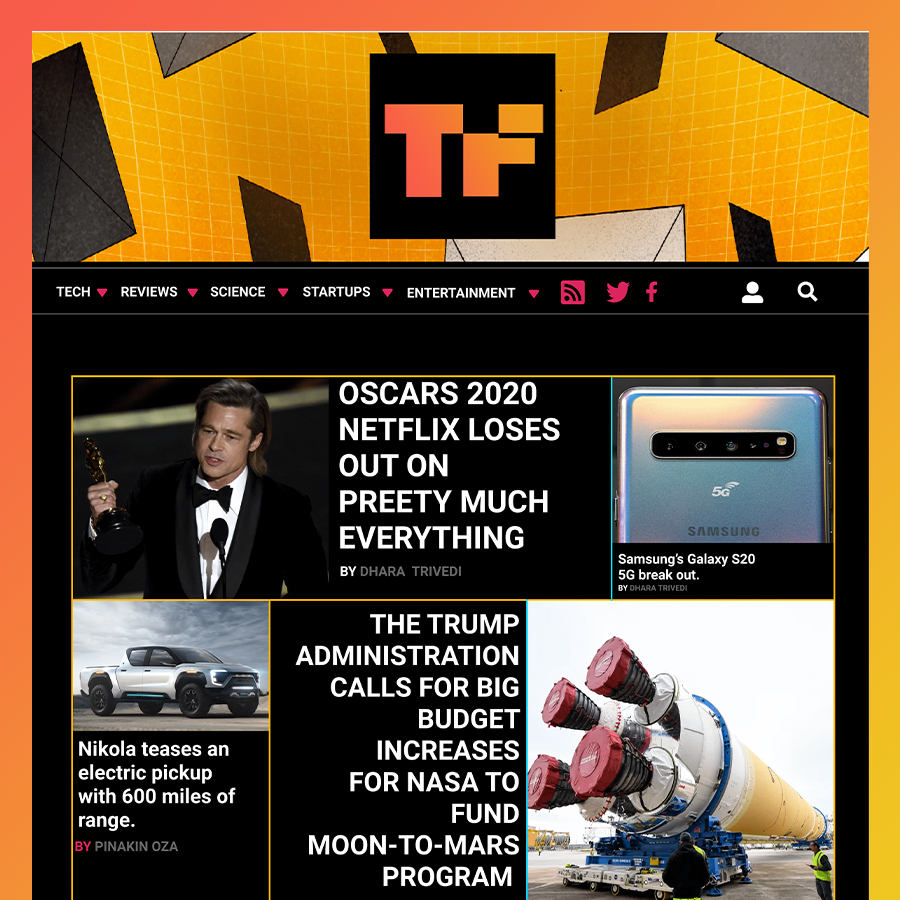 TF
TECH REVIEWS SCIENCE STARTUPS ENTERTAINMENT
OSCARS 2020
NETFLIX LOSES
OUT ON
PREETY MUCH
EVERYTHING
BY DHARA TRIVEDI
5G
SAMSUNG
Samsung's Galaxy S20
5G break out.
BY DHARA TRIVEDI
Nikola teases an
electric pickup
with 600 miles of
range.
BY PINAKIN OZA
THE TRUMP
ADMINISTRATION
CALLS FOR BIG
BUDGET
INCREASES
FOR NASA TO
FUND
MOON-TO-MARS
PROGRAM